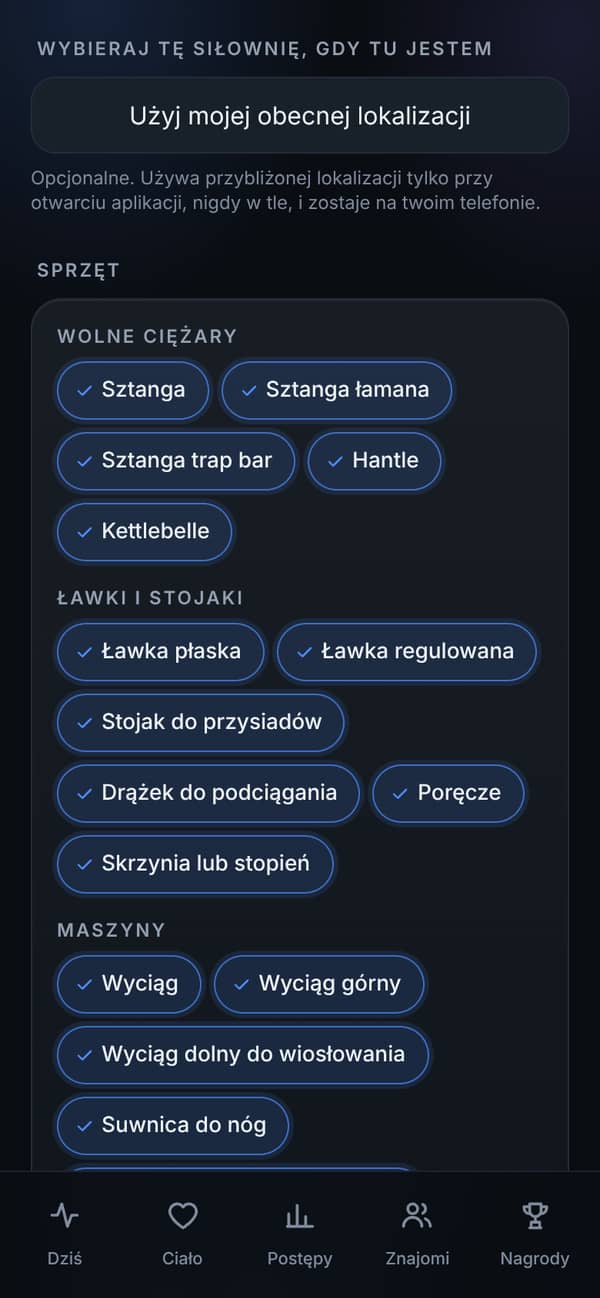 WYBIERAJ TĘ SIŁOWNIĘ, GDY TU JESTEM
Użyj mojej obecnej lokalizacji
Opcjonalne. Używa przybliżonej lokalizacji tylko przy
otwarciu aplikacji, nigdy w tle, i zostaje na twoim telefonie.
SPRZĘT
WOLNE CIĘŻARY
Sztanga
Sztanga łamana
Sztanga trap bar
Hantle
Kettlebelle
ŁAWKI I STOJAKI
Ławka płaska
Ławka regulowana
Stojak do przysiadów
Drążek do podciągania
Poręcze
Skrzynia lub stopień
MASZYNY
Wyciąg
Wyciąg górny
Wyciąg dolny do wiosłowania
Suwnica do nóg
Dziś
Ciało
Postępy
Znajomi
Nagrody